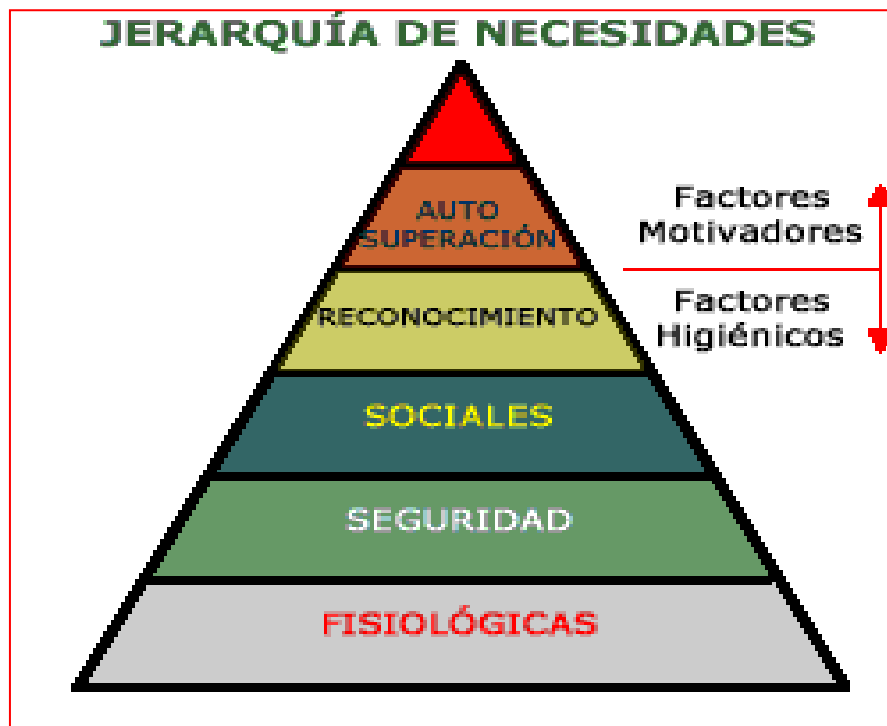 JERARQUÍA DE NECESIDADES
AUTO
SUPERACIÓN
Factores
Motivadores
RECONOCIMIENTO
Factores
Higiénicos
SOCIALES
SEGURIDAD
FISIOLÓGICAS